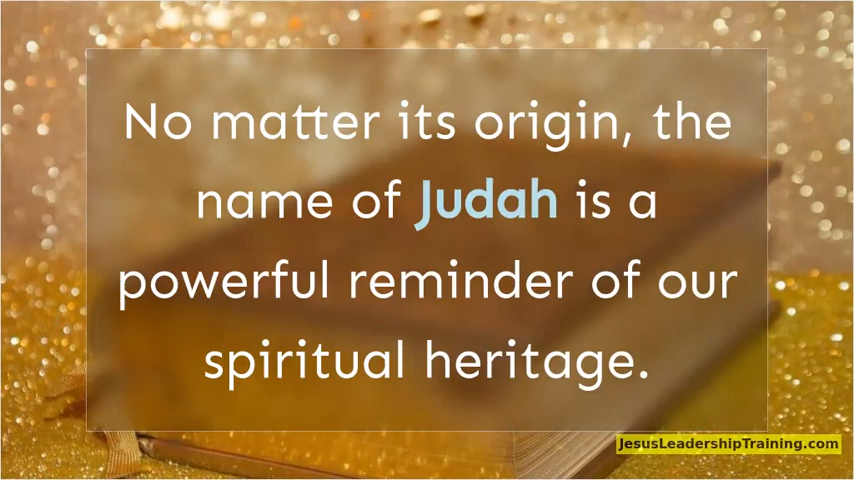 No matter its origin, the
name of Judah is a
powerful reminder of our
spiritual heritage.
JesusLeadershipTraining.com